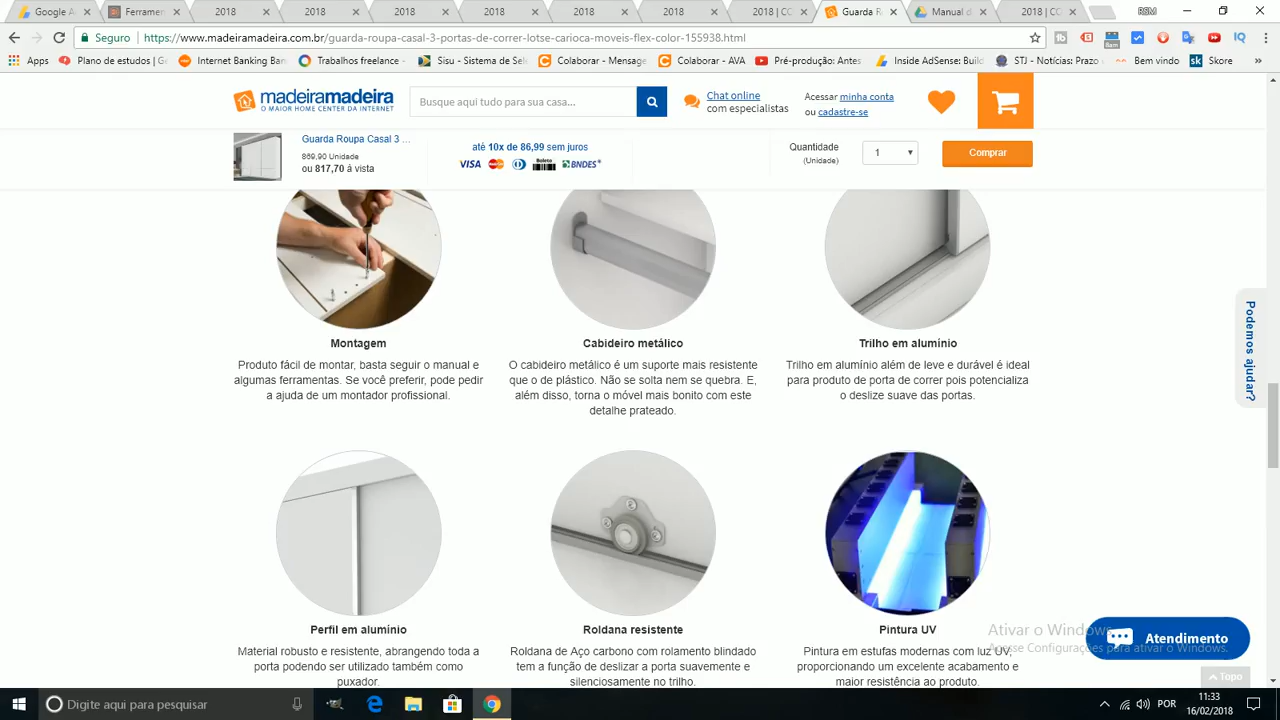 Google A
Ferramen
2018
2018
2018
2018
2018
2018
2018 | CO
Guarda Ro
Manual d
2018 | CO
RSM
Seguro
https://www.madeiramadeira.com.br/guarda-roupa-casal-3-portas-de-correr-lotse-carioca-moveis-flex-color-155938.html
Apps
Plano de estudos | G
Internet Banking Ban
Trabalhos freelance -
Sisu - Sistema de Sel
Colaborar - Mensage
Colaborar - AVA
Pré-produção: Antes
Inside AdSense: Build
STJ - Notícias: Prazo
Bem vindo
Skore
madeiramadeira
O MAIOR HOME CENTER DA INTERNET
Busque aqui tudo para sua casa...
Chat online
com especialistas
Acessar minha conta
ou cadastre-se
Guarda Roupa Casal 3 ...
869,90 Unidade
ou 817,70 à vista
até 10x de 86,99 sem juros
VISA
Boleto
BNDES
Quantidade
(Unidade)
1
Comprar
Montagem
Produto fácil de montar, basta seguir o manual e
algumas ferramentas. Se você preferir, pode pedir
a ajuda de um montador profissional.
Cabideiro metálico
O cabideiro metálico é um suporte mais resistente
que o de plástico. Não se solta nem se quebra. E,
além disso, torna o móvel mais bonito com este
detalhe prateado.
Trilho em alumínio
Trilho em alumínio além de leve e durável é ideal
para produto de porta de correr pois potencializa
o deslize suave das portas.
Podemos ajudar?
Perfil em alumínio
Material robusto e resistente, abrangendo toda a
porta podendo ser utilizado também como
puxador.
Roldana resistente
Roldana de Aço carbono com rolamento blindado
tem a função de deslizar a porta suavemente e
silenciosamente no trilho.
Pintura UV
Pintura em estufas modernas com luz UV,
proporcionando um excelente acabamento e
maior resistência ao produto.
Ativar o Windows
Acesse Configurações para ativar o Windows.
Atendimento
Topo
Digite aqui para pesquisar
POR
11:33
16/02/2018